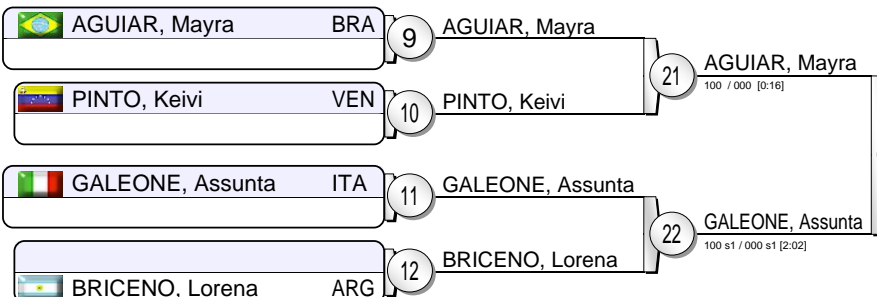 AGUIAR, Mayra BRA
9
AGUIAR, Mayra
PINTO, Keivi VEN
10
PINTO, Keivi
21
AGUIAR, Mayra
100 / 000 [0:16]
GALEONE, Assunta ITA
11
GALEONE, Assunta
BRICENO, Lorena ARG
12
BRICENO, Lorena
22
GALEONE, Assunta
100 s1 / 000 s1 [2:02]